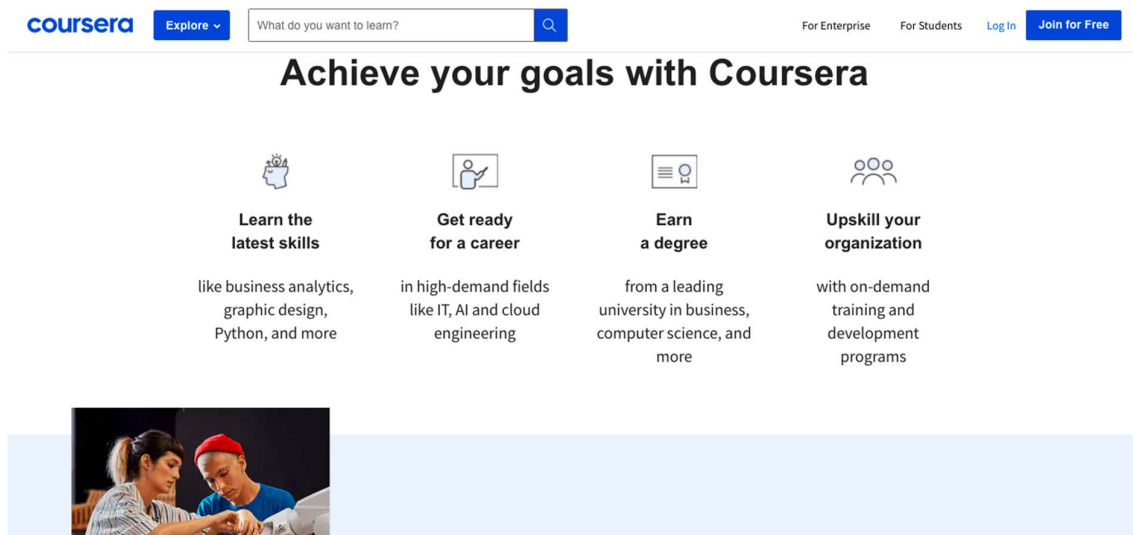 coursera
Explore
What do you want to learn?
For Enterprise
For Students
Log In
Join for Free
Achieve your goals with Coursera
Learn the
latest skills
like business analytics,
graphic design,
Python, and more
Get ready
for a career
in high-demand fields
like IT, AI and cloud
engineering
Earn
a degree
from a leading
university in business,
computer science, and
more
Upskill your
organization
with on-demand
training and
development
programs